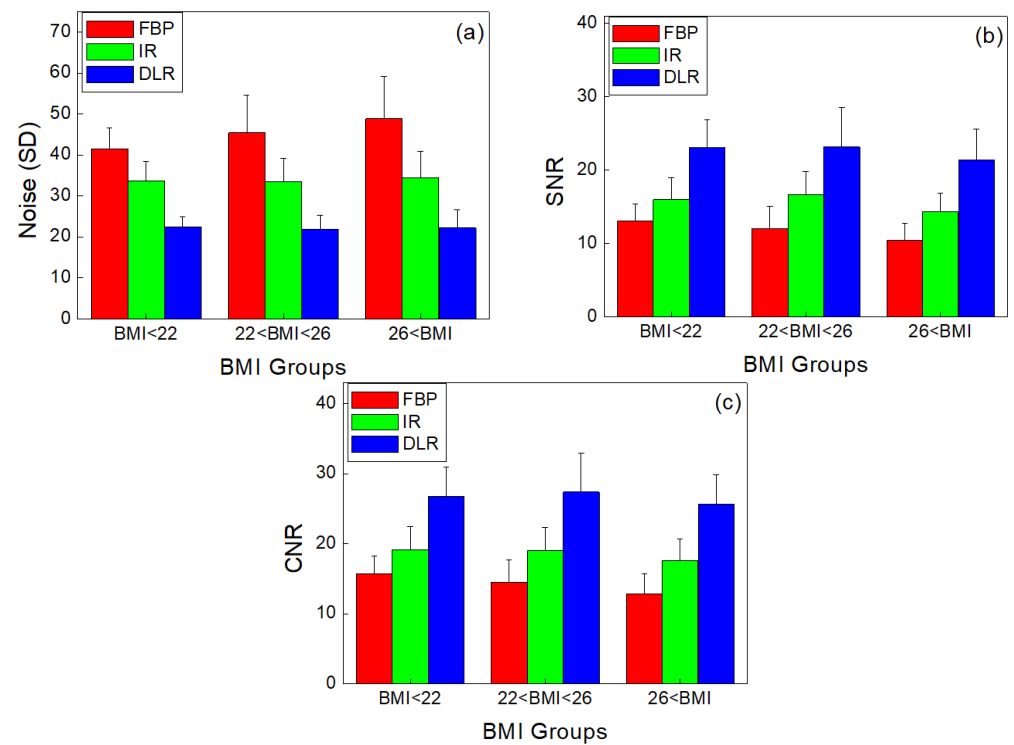 (a)
FBP
IR
DLR
Noise (SD)
70
60
50
40
30
20
10
0
BMI<22
22<BMI<26
26<BMI
BMI Groups
(b)
FBP
IR
DLR
SNR
40
30
20
10
0
BMI<22
22<BMI<26
26<BMI
BMI Groups
(c)
FBP
IR
DLR
CNR
40
30
20
10
0
BMI<22
22<BMI<26
26<BMI
BMI Groups